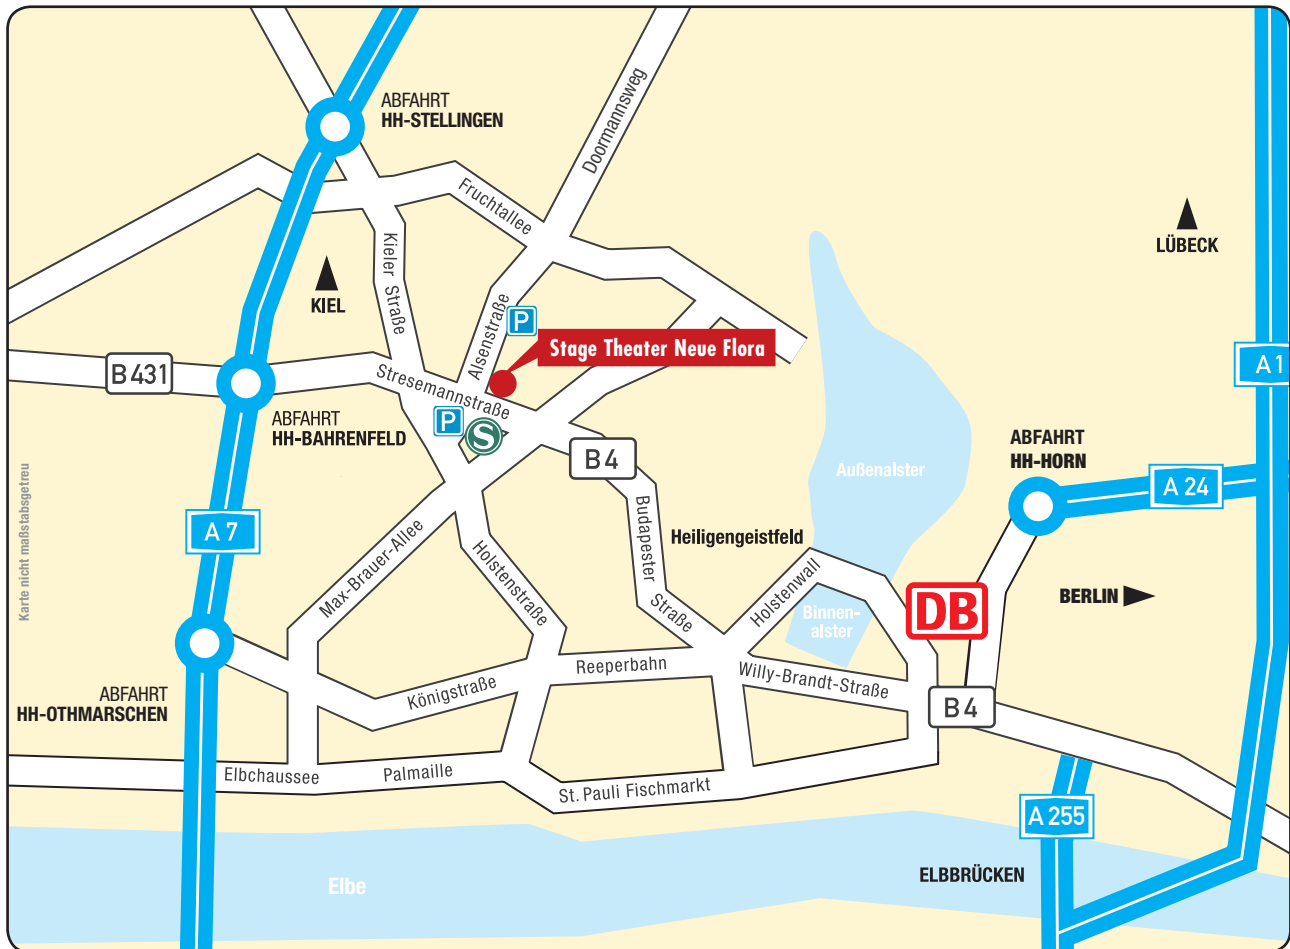 ABFAHRT
HH-STELLINGEN
Doormannsweg
Fruchtallee
LÜBECK
Kieler Straße
KIEL
Alsenstraße
P
Stage Theater Neue Flora
A 1
B 431
Stresemannstraße
ABFAHRT
HH-BAHRENFELD
P
S
B 4
ABFAHRT
HH-HORN
Außenalster
A 24
Karte nicht maßstabsgetreu
A 7
Max-Brauer-Allee
Holstenstraße
Budapester
Straße
Heiligengeistfeld
Holstenwall
BERLIN
DB
Binnen-
alster
Reeperbahn
Königstraße
Willy-Brandt-Straße
ABFAHRT
HH-OTHMARSCHEN
B 4
Elbchaussee
Palmaille
St. Pauli Fischmarkt
A 255
ELBBRÜCKEN
Elbe